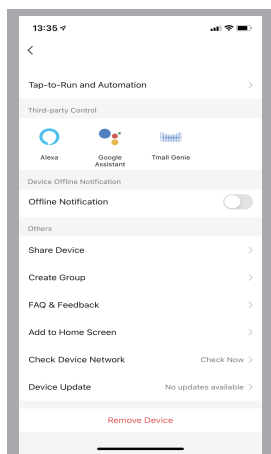 13:35
Tap-to-Run and Automation
Third-party Control
Alexa
Google
Assistant
Tmall Genie
Device Offline Notification
Offline Notification
Others
Share Device
Create Group
FAQ & Feedback
Add to Home Screen
Check Device Network Check Now
Device Update No updates available
Remove Device